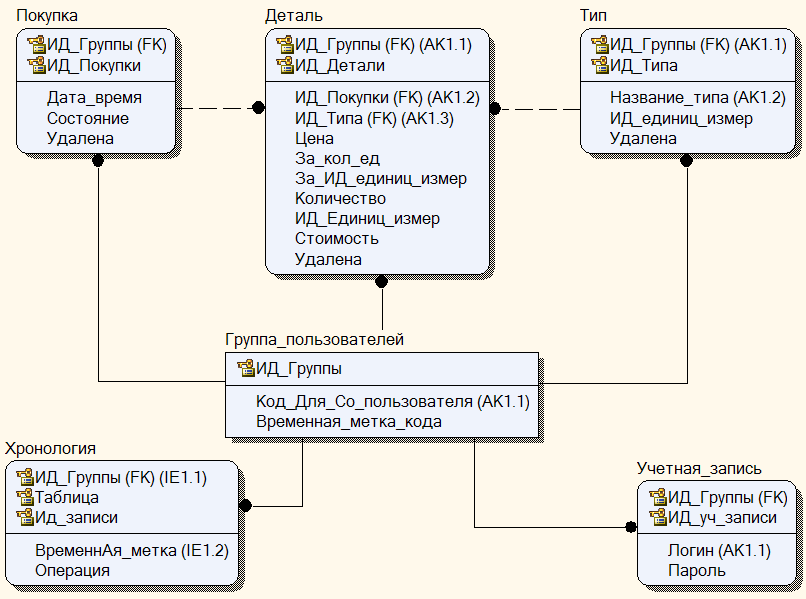 Покупка
ИД_Группы (FK)
ИД_Покупки
Дата_время
Состояние
Удалена
Деталь
ИД_Группы (FK) (AK1.1)
ИД_Детали
ИД_Покупки (FK) (AK1.2)
ИД_Типа (FK) (AK1.3)
Цена
За_кол_ед
За_ИД_единиц_измер
Количество
ИД_Единиц_измер
Стоимость
Удалена
Тип
ИД_Группы (FK) (AK1.1)
ИД_Типа
Название_типа (AK1.2)
ИД_единиц_измер
Удалена
Группа_пользователей
ИД_Группы
Код_Для_Со_пользователя (AK1.1)
Временная_метка_кода
Хронология
ИД_Группы (FK) (IE1.1)
Таблица
Ид_записи
ВременнАя_метка (IE1.2)
Операция
Учетная_запись
ИД_Группы (FK)
ИД_уч_записи
Логин (AK1.1)
Пароль